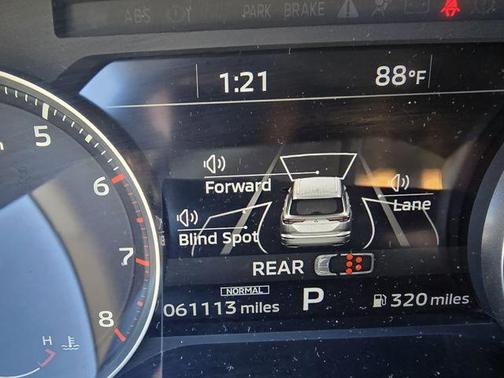 ABS PARK BRAKE
1:21 88°F
Forward
Lane
Blind Spot
REAR
NORMAL
061113 miles P 320 miles
5
6
7
8
H